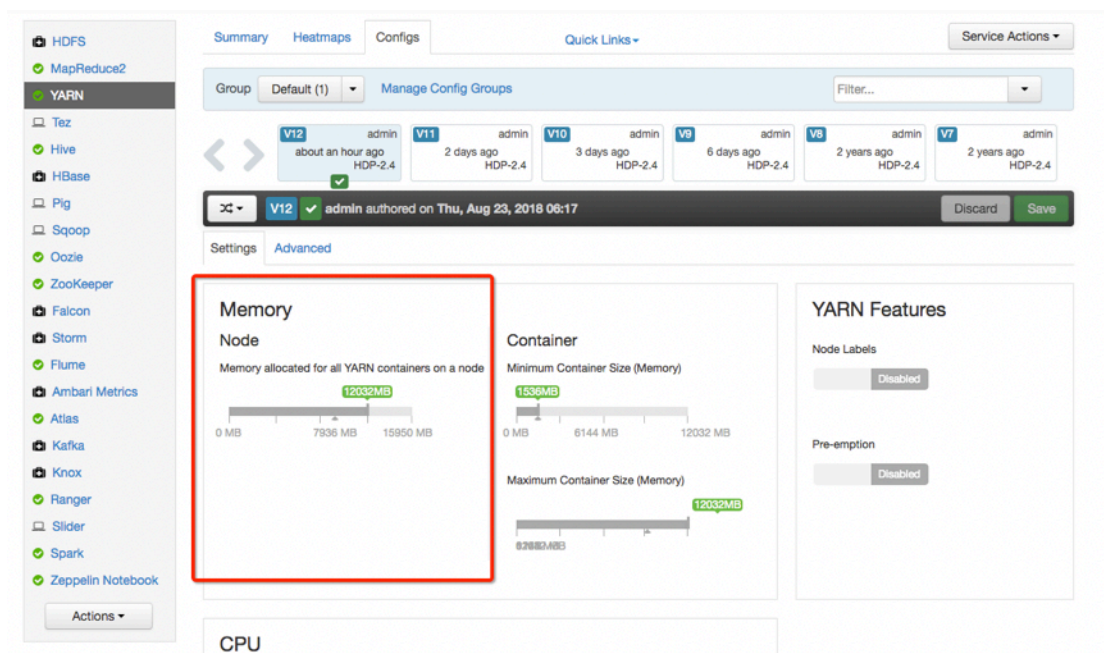 HDFS
MapReduce2
YARN
Tez
Hive
HBase
Pig
Sqoop
Oozie
ZooKeeper
Falcon
Storm
Flume
Ambari Metrics
Atlas
Kafka
Knox
Ranger
Slider
Spark
Zeppelin Notebook
Actions
Summary Heatmaps Configs Quick Links Service Actions
Group Default (1) Manage Config Groups Filter...
V12 admin
about an hour ago
HDP-2.4
V11 admin
2 days ago
HDP-2.4
V10 admin
3 days ago
HDP-2.4
V9 admin
6 days ago
HDP-2.4
V8 admin
2 years ago
HDP-2.4
V7 admin
2 years ago
HDP-2.4
V12 admin authored on Thu, Aug 23, 2018 06:17 Discard Save
Settings Advanced
Memory
Node
Memory allocated for all YARN containers on a node
12032MB
0 MB 7936 MB 15950 MB
Container
Minimum Container Size (Memory)
1536MB
0 MB 6144 MB 12032 MB
Maximum Container Size (Memory)
12032MB
YARN Features
Node Labels
Disabled
Pre-emption
Disabled
CPU